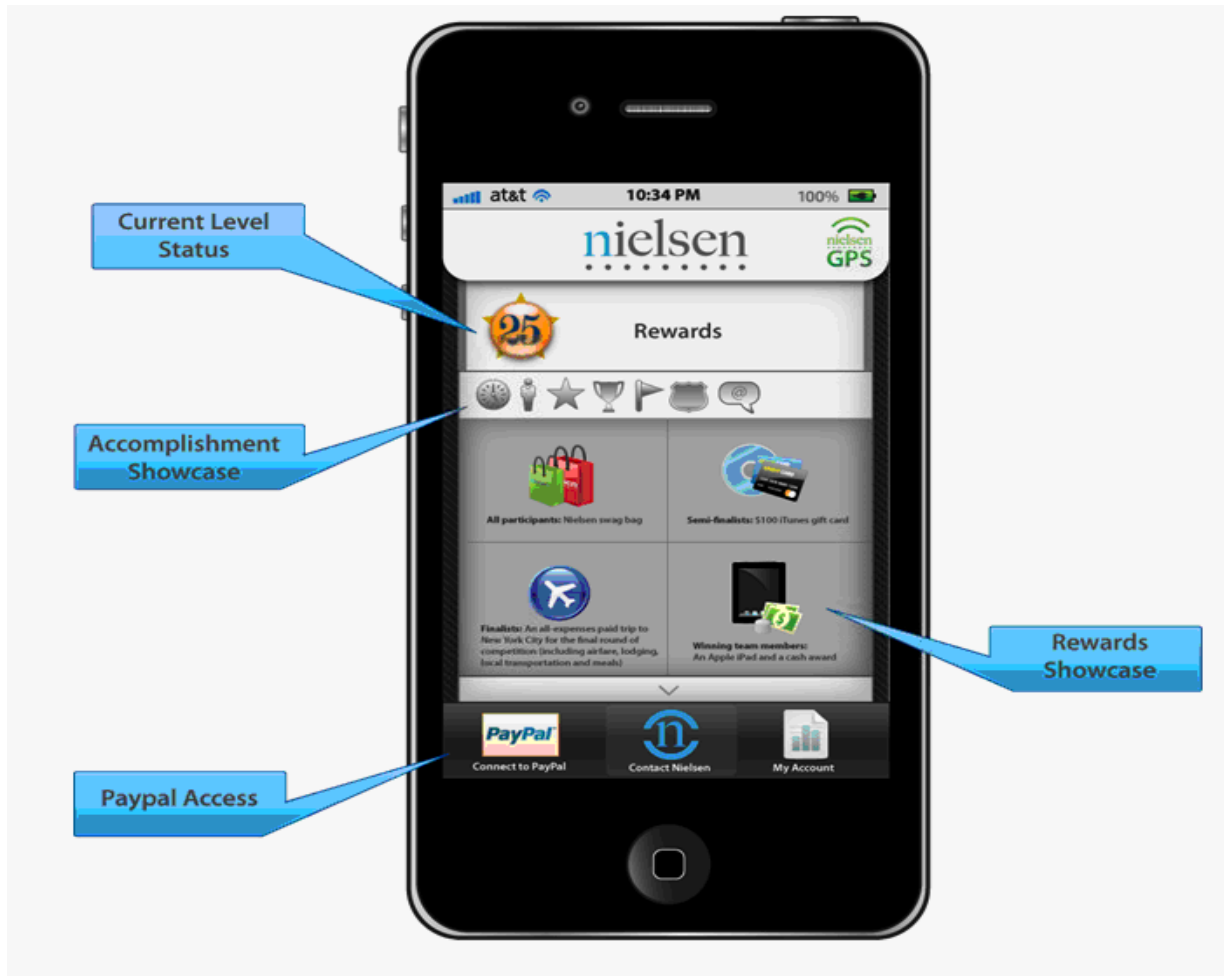 at&t
10:34 PM
100%
nielsen
nielsen
GPS
Current Level
Status
25
Rewards
Accomplishment
Showcase
@
All participants: Nielsen swag bag
Semi-finalists: $100 iTunes gift card
Finalists: An all-expenses paid trip to
New York City for the final round of
competition (including airfare, lodging,
local transportation and meals)
Winning team members:
An Apple iPad and a cash award
Rewards
Showcase
Paypal Access
PayPal
Connect to PayPal
n
Contact Nielsen
My Account